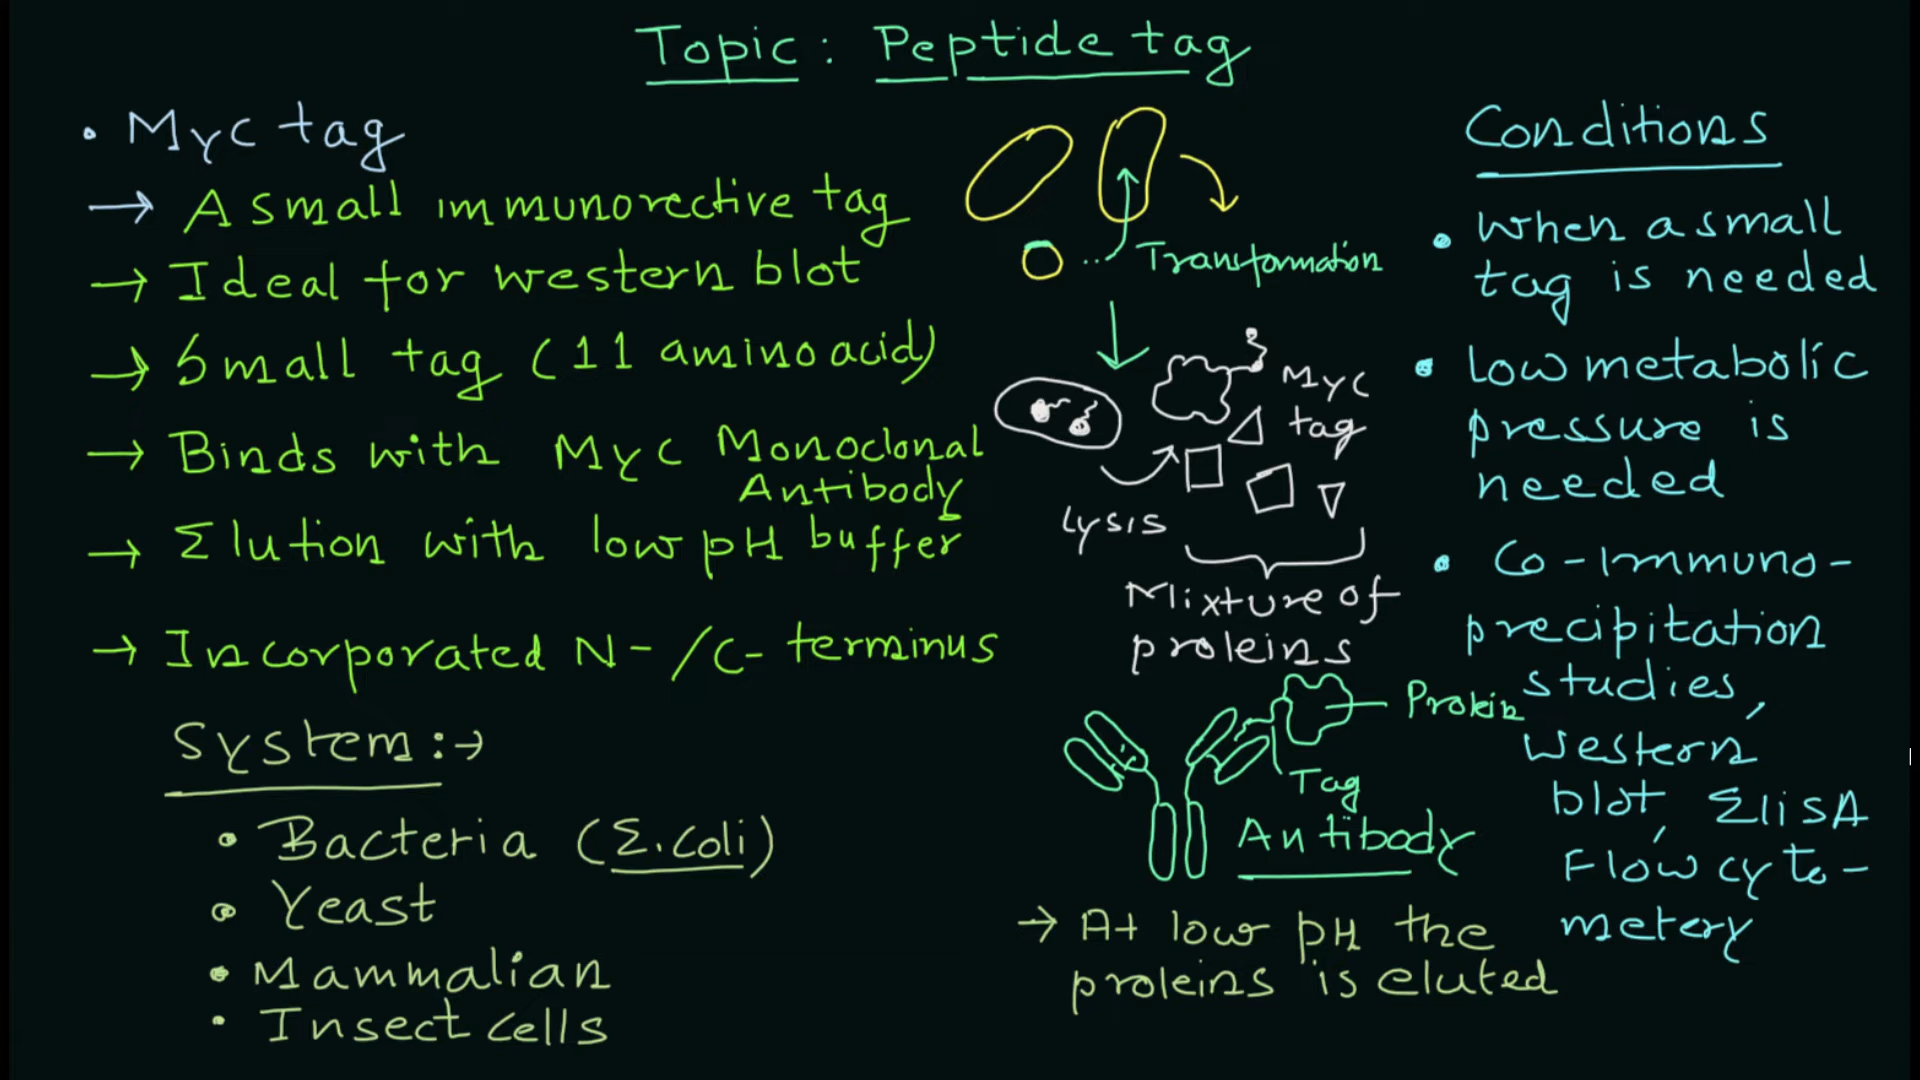 Topic: Peptide tag
• Myc tag
→ A small immunorective tag
→ Ideal for western blot
→ Small tag (11 amino acid)
→ Binds with Myc Monoclonal
Antibody
→ Elution with low pH buffer
→ Incorporated N-/C- terminus
System:→
• Bacteria (E.coli)
• Yeast
• Mammalian
• Insect cells
Transformation
Myc
tag
Lysis
Mixture of
proteins
Protein
Tag
Antibody
→ At low pH the
proteins is eluted
Conditions
• When a small
tag is needed
• Low metabolic
pressure is
needed
• Co-Immuno-
precipitation
studies,
Western
blot, ElisA
Flow cyto-
metery